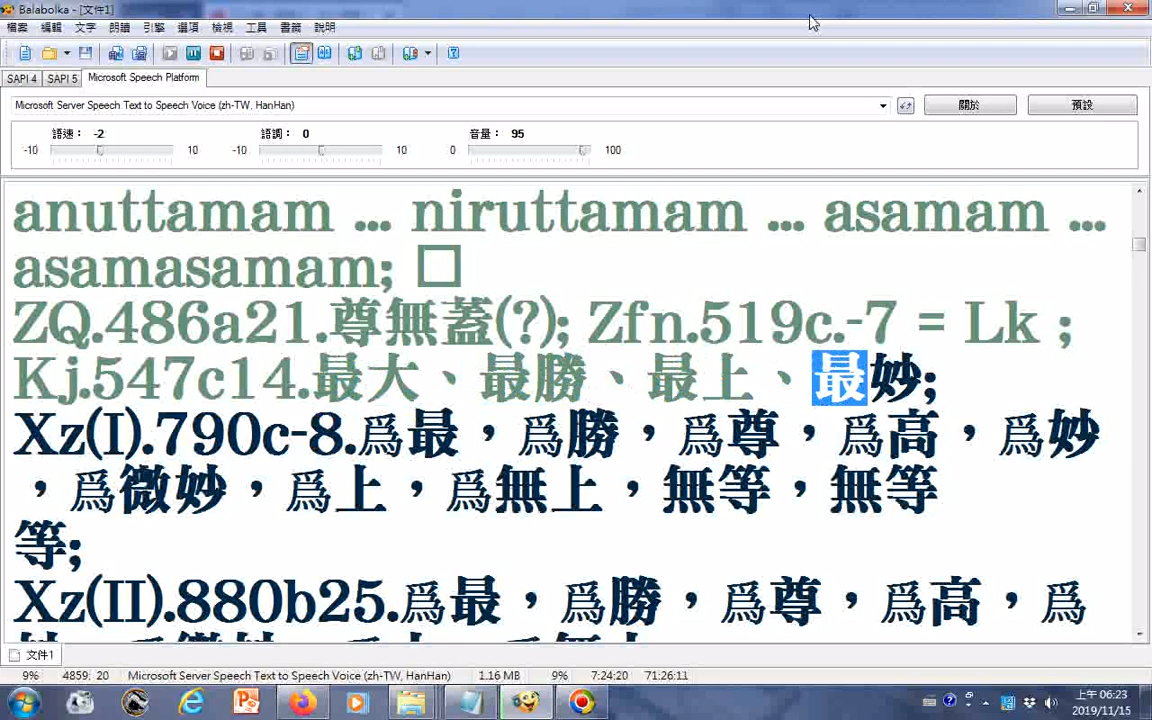 Balabolka - [文件1]
檔案 編輯 文字 朗讀 引擎 選項 檢視 工具 書籤 說明
SAPI 4 SAPI 5 Microsoft Speech Platform
Microsoft Server Speech Text to Speech Voice (zh-TW, HanHan) 關於 預設
語速： -2 語調： 0 音量： 95
-10 10 -10 10 0 100
anuttamam ... niruttamam ... asamam ...
asamasamam; □
ZQ.486a21.尊無蓋(?); Zfn.519c.-7 = Lk ;
Kj.547c14.最大、最勝、最上、最妙;
Xz(I).790c-8.爲最，爲勝，爲尊，爲高，爲妙
，爲微妙，爲上，爲無上，無等，無等
等;
Xz(II).880b25.爲最，爲勝，爲尊，爲高，爲
文件1
9% 4859, 20 Microsoft Server Speech Text to Speech Voice (zh-TW, HanHan) 1.16 MB 9% 7:24:20 71:26:11
上午 06:23
2019/11/15